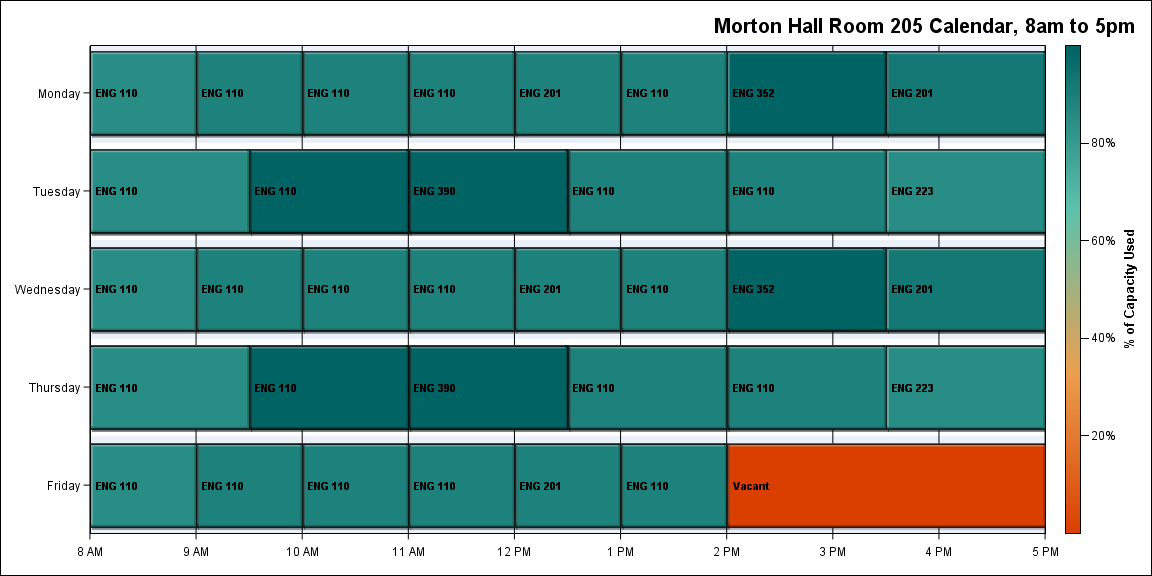 Morton Hall Room 205 Calendar, 8am to 5pm
Monday ENG 110 ENG 110 ENG 110 ENG 110 ENG 201 ENG 110 ENG 352 ENG 201
Tuesday ENG 110 ENG 110 ENG 390 ENG 110 ENG 110 ENG 223
Wednesday ENG 110 ENG 110 ENG 110 ENG 110 ENG 201 ENG 110 ENG 352 ENG 201
Thursday ENG 110 ENG 110 ENG 390 ENG 110 ENG 110 ENG 223
Friday ENG 110 ENG 110 ENG 110 ENG 110 ENG 201 ENG 110 Vacant
8 AM 9 AM 10 AM 11 AM 12 PM 1 PM 2 PM 3 PM 4 PM 5 PM
80%
60%
40%
20%
% of Capacity Used